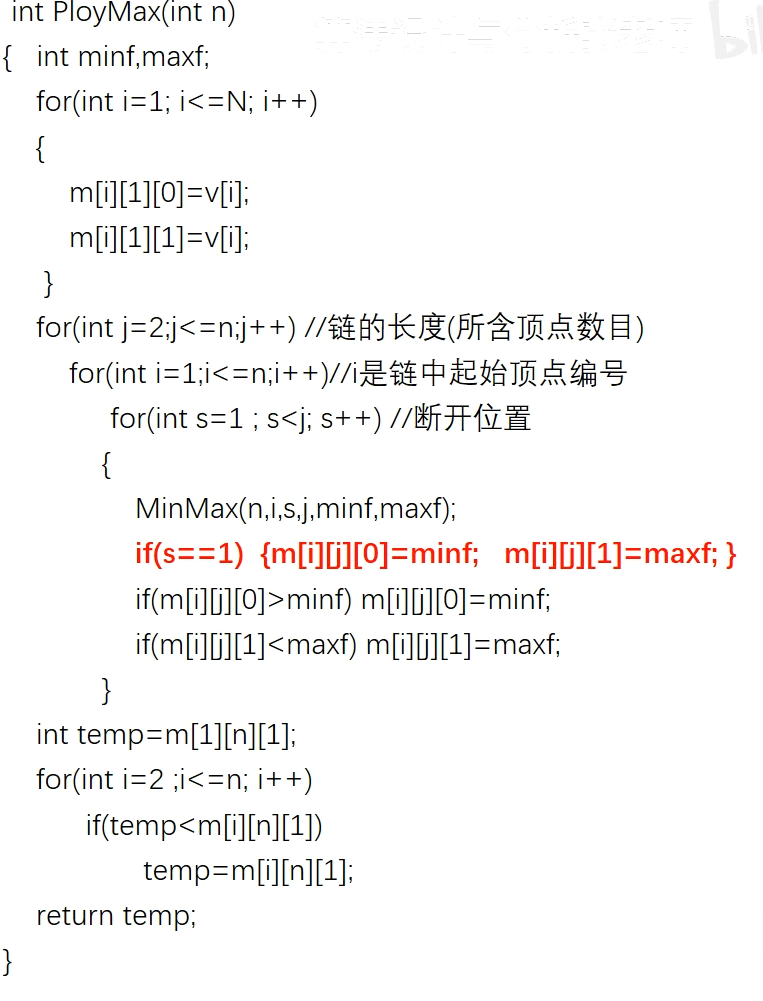 int PloyMax(int n)
{ int minf,maxf;
for(int i=1; i<=N; i++)
{
m[i][1][0]=v[i];
m[i][1][1]=v[i];
}
for(int j=2;j<=n;j++) //链的长度(所含顶点数目)
for(int i=1;i<=n;i++)//i是链中起始顶点编号
for(int s=1 ; s<j; s++) //断开位置
{
MinMax(n,i,s,j,minf,maxf);
if(s==1) {m[i][j][0]=minf; m[i][j][1]=maxf; }
if(m[i][j][0]>minf) m[i][j][0]=minf;
if(m[i][j][1]<maxf) m[i][j][1]=maxf;
}
int temp=m[1][n][1];
for(int i=2 ;i<=n; i++)
if(temp<m[i][n][1])
temp=m[i][n][1];
return temp;
}